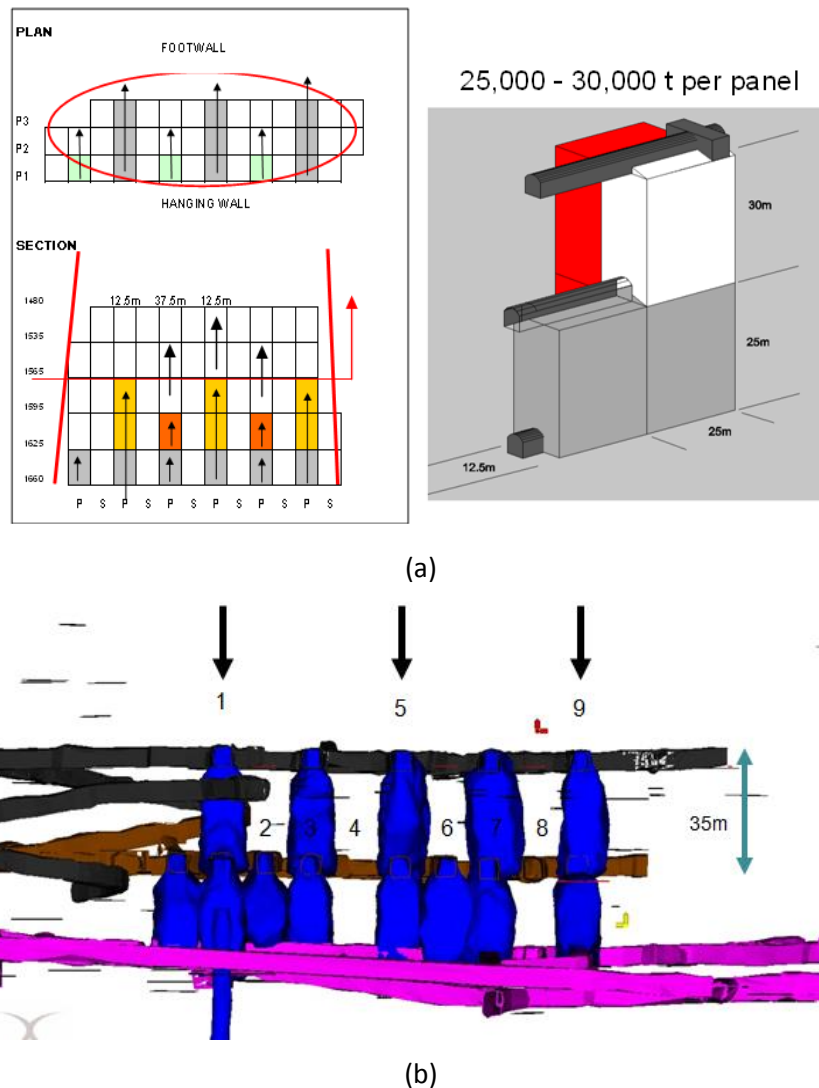 PLAN
FOOTWALL
P3
P2
P1
HANGING WALL
SECTION
12.5m 37.5m 12.5m
1480
1535
1565
1595
1625
1660
P S P S P S P S P S P S
25,000 - 30,000 t per panel
30m
25m
25m
12.5m
(a)
1 5 9
2 3 4 6 7 8
35m
(b)